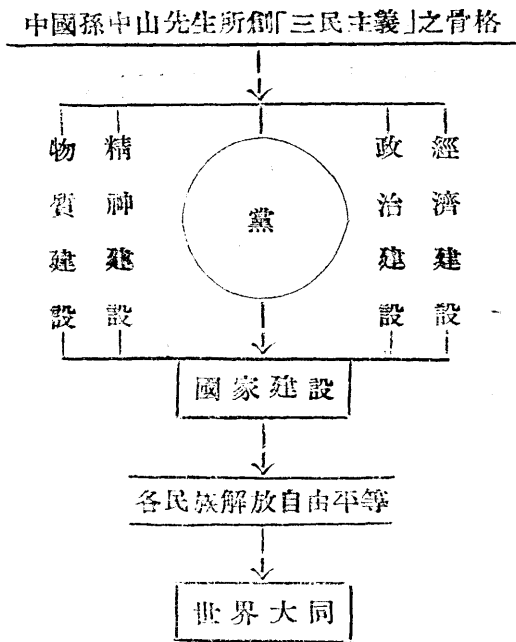 中國孫中山先生所創「三民主義」之骨格
經濟建設
政治建設
黨
精神建設
物質建設
國家建設
各民族解放自由平等
世界大同